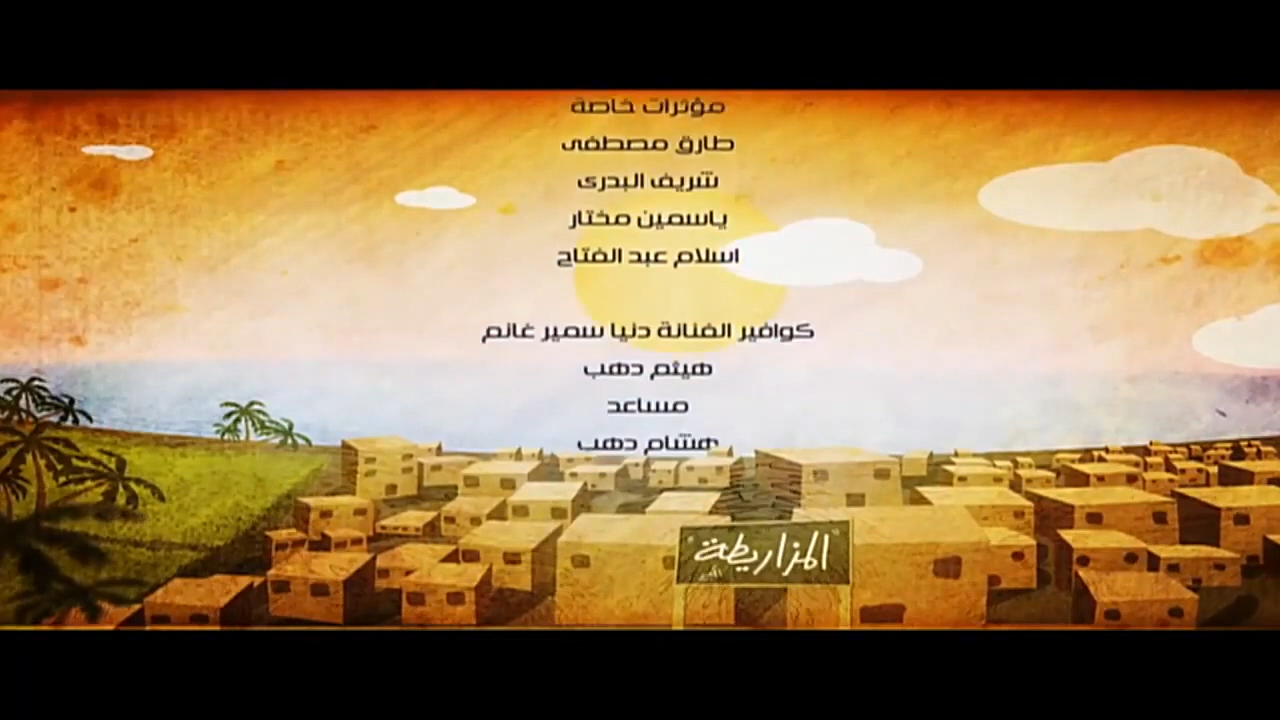 مؤثرات خاصة
طارق مصطفى
شريف البدرى
ياسمين مختار
اسلام عبد الفتاح
كوافير الفنانة دنيا سمير غانم
هيثم دهب
مساعد
هشام دهب
"المزاريطة"